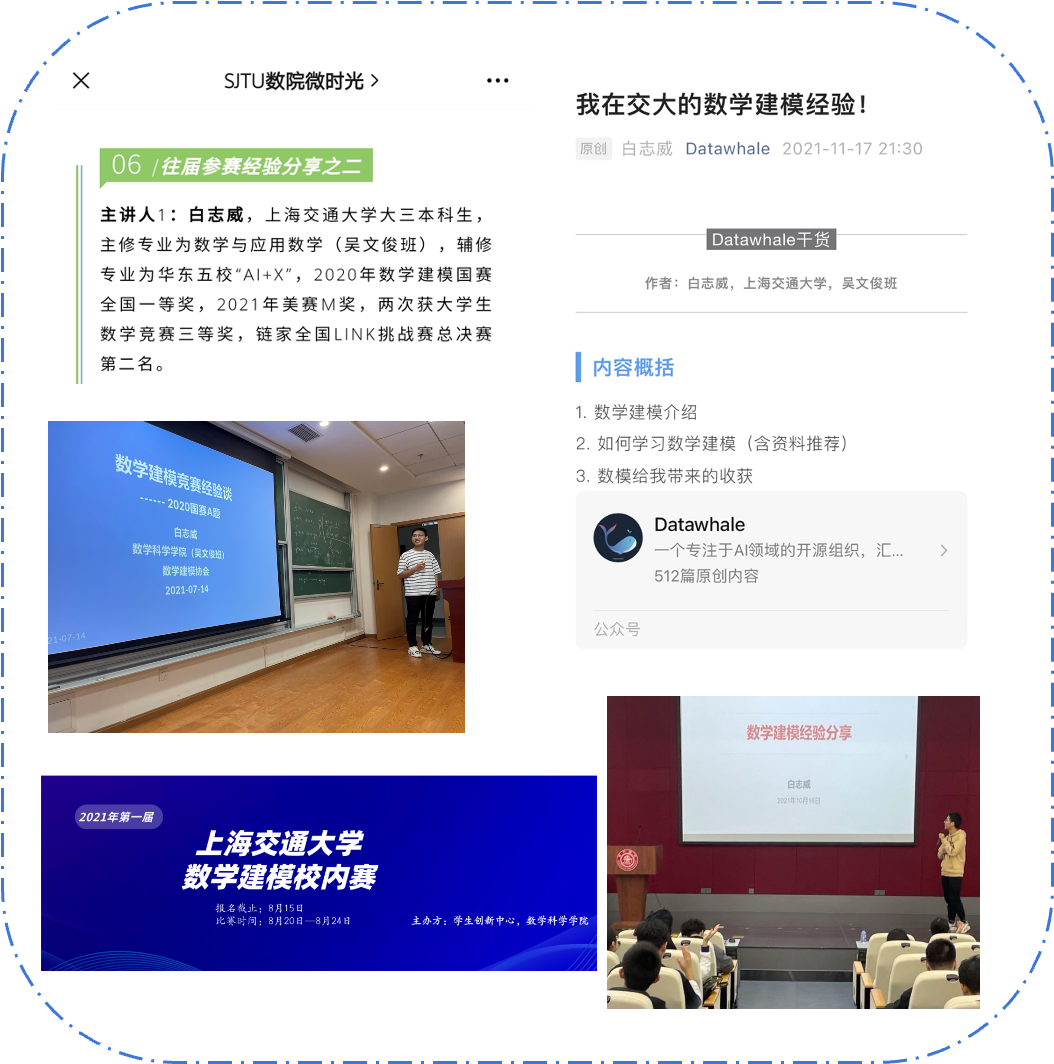 SJTU数院微时光
06 /往届参赛经验分享之二
主讲人1：白志威，上海交通大学大三本科生，
主修专业为数学与应用数学（吴文俊班），辅修
专业为华东五校“AI+X”，2020年数学建模国赛
全国一等奖，2021年美赛M奖，两次获大学生
数学竞赛三等奖，链家全国LINK挑战赛总决赛
第二名。
数学建模竞赛经验谈
------ 2020国赛A题
白志威
数学科学学院（吴文俊班）
数学建模协会
2021-07-14
21-07-14
2021年第一届
上海交通大学
数学建模校内赛
报名截止：8月15日
比赛时间：8月20日—8月24日
主办方：学生创新中心，数学科学学院
我在交大的数学建模经验！
原创 白志威 Datawhale 2021-11-17 21:30
Datawhale干货
作者：白志威，上海交通大学，吴文俊班
内容概括
1. 数学建模介绍
2. 如何学习数学建模（含资料推荐）
3. 数模给我带来的收获
Datawhale
一个专注于AI领域的开源组织，汇...
512篇原创内容
公众号
数学建模经验分享
白志威